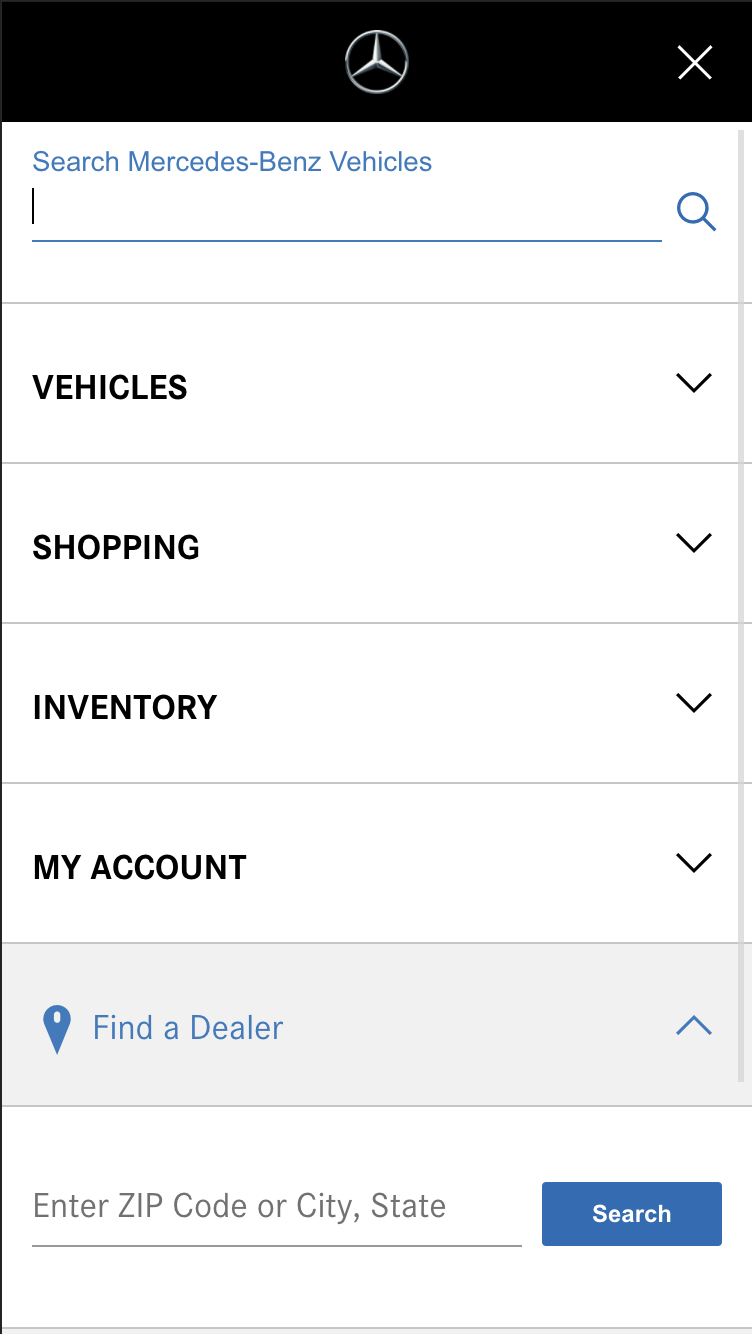 Search Mercedes-Benz Vehicles
VEHICLES
SHOPPING
INVENTORY
MY ACCOUNT
Find a Dealer
Enter ZIP Code or City, State
Search